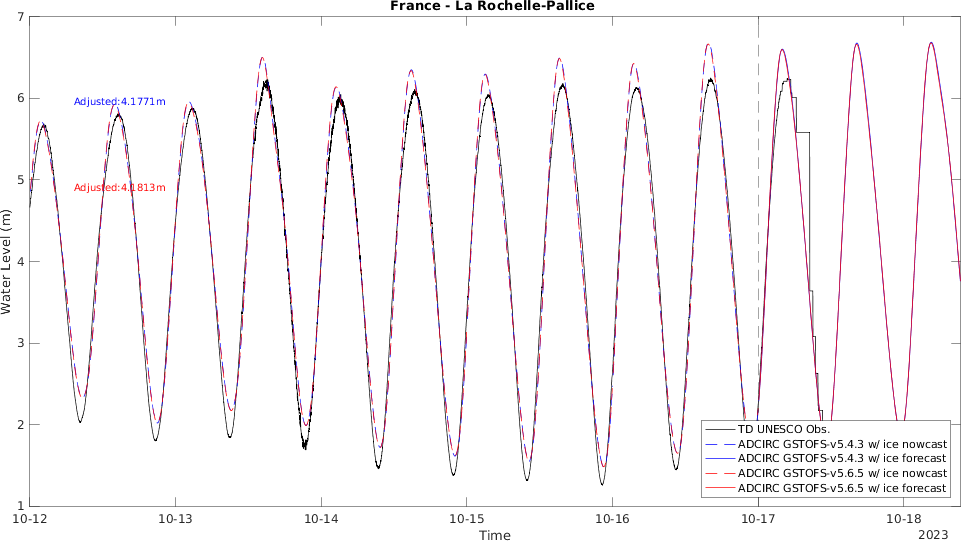 France - La Rochelle-Pallice
7
6
5
4
3
2
1
Water Level (m)
Adjusted:4.1771m
Adjusted:4.1813m
TD UNESCO Obs.
ADCIRC GSTOFS-v5.4.3 w/ ice nowcast
ADCIRC GSTOFS-v5.4.3 w/ ice forecast
ADCIRC GSTOFS-v5.6.5 w/ ice nowcast
ADCIRC GSTOFS-v5.6.5 w/ ice forecast
10-12 10-13 10-14 10-15 10-16 10-17 10-18
Time
2023